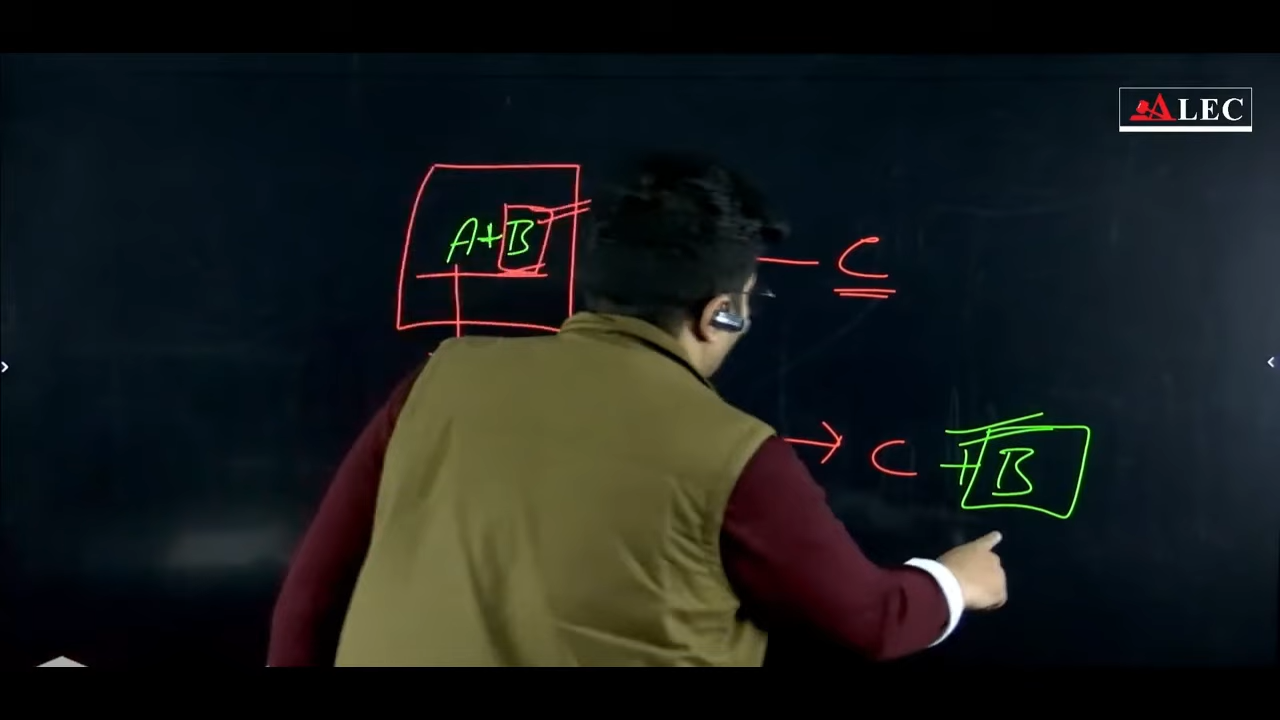 ALEC
A+B — C
→ C + B